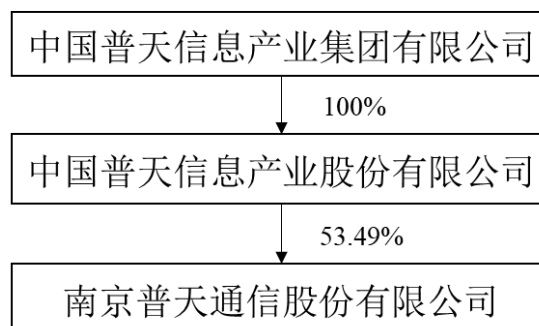 中国普天信息产业集团有限公司
100%
中国普天信息产业股份有限公司
53.49%
南京普天通信股份有限公司